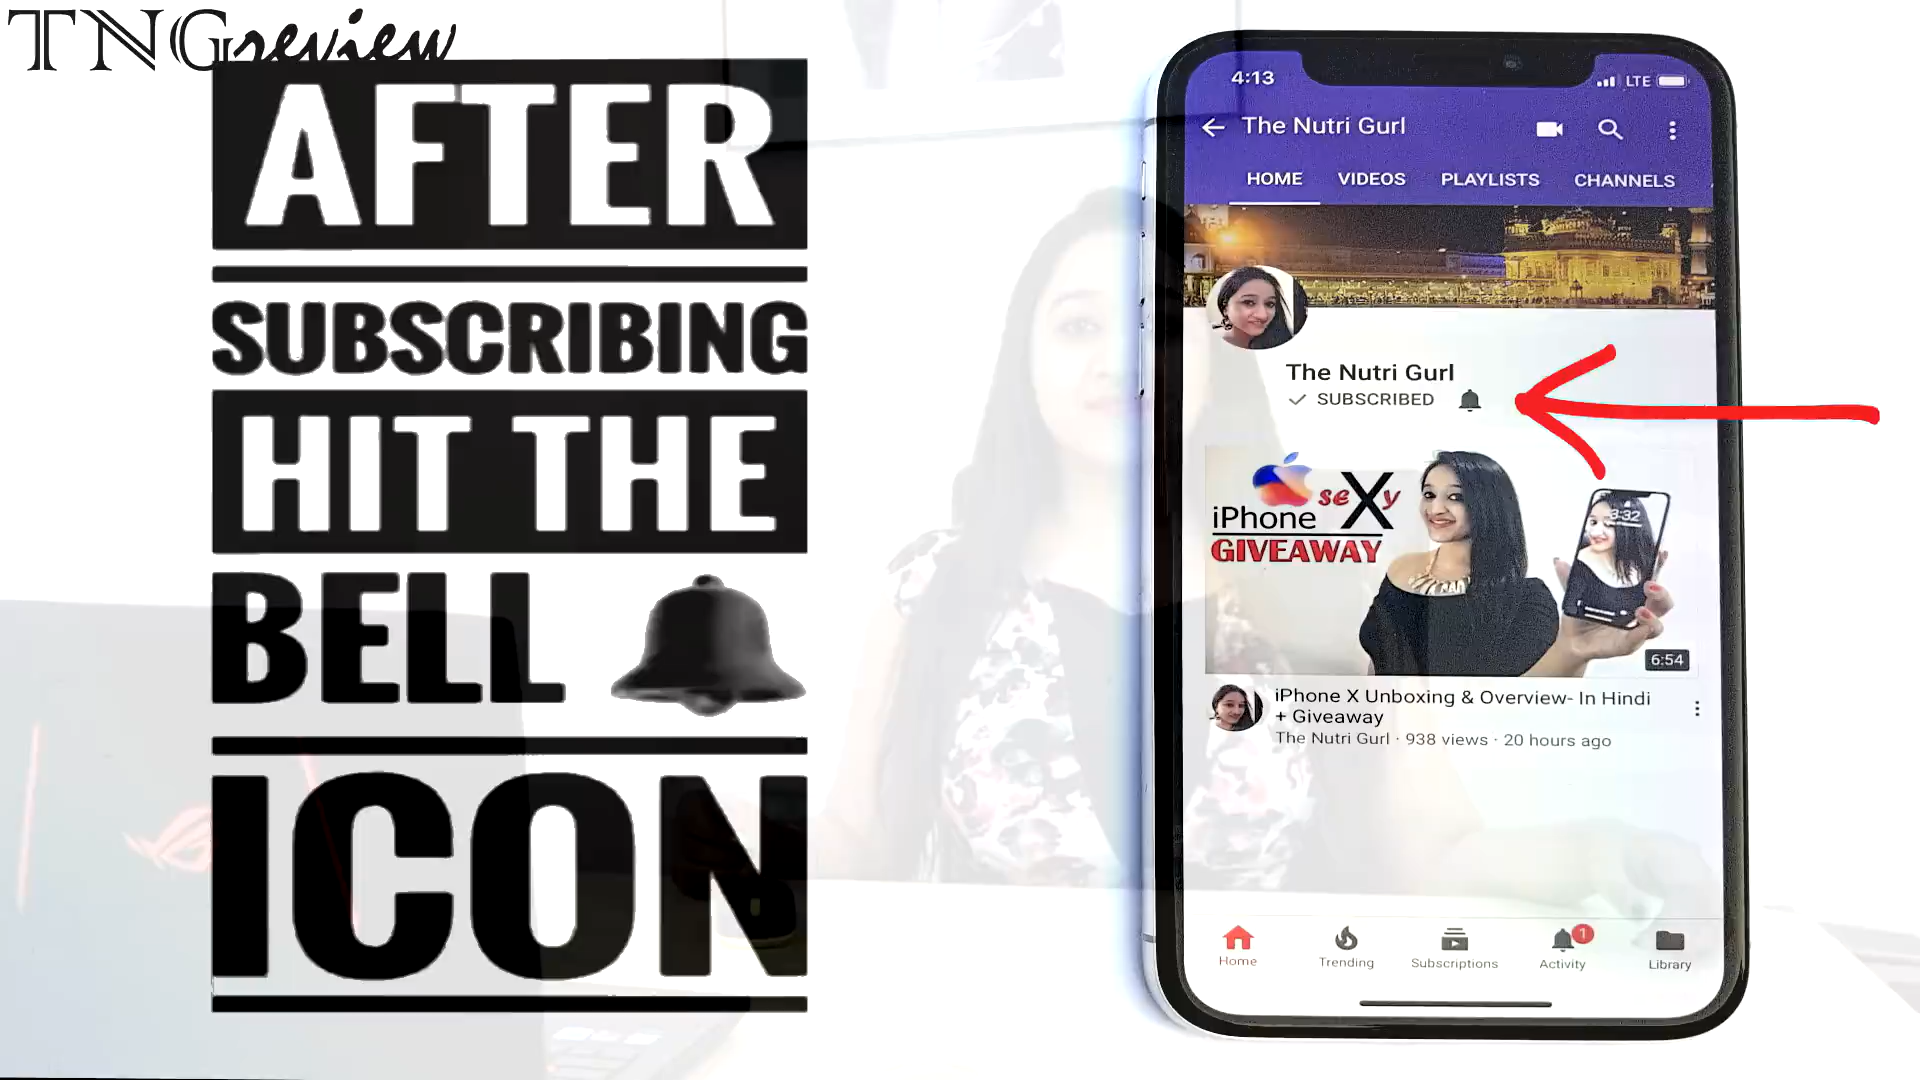 TNGreview
AFTER
SUBSCRIBING
HIT THE
BELL
ICON
4:13
LTE
The Nutri Gurl
HOME VIDEOS PLAYLISTS CHANNELS
The Nutri Gurl
SUBSCRIBED
seXy
iPhone
GIVEAWAY
3:32
6:54
iPhone X Unboxing & Overview- In Hindi
+ Giveaway
The Nutri Gurl · 938 views · 20 hours ago
1
Home Trending Subscriptions Activity Library